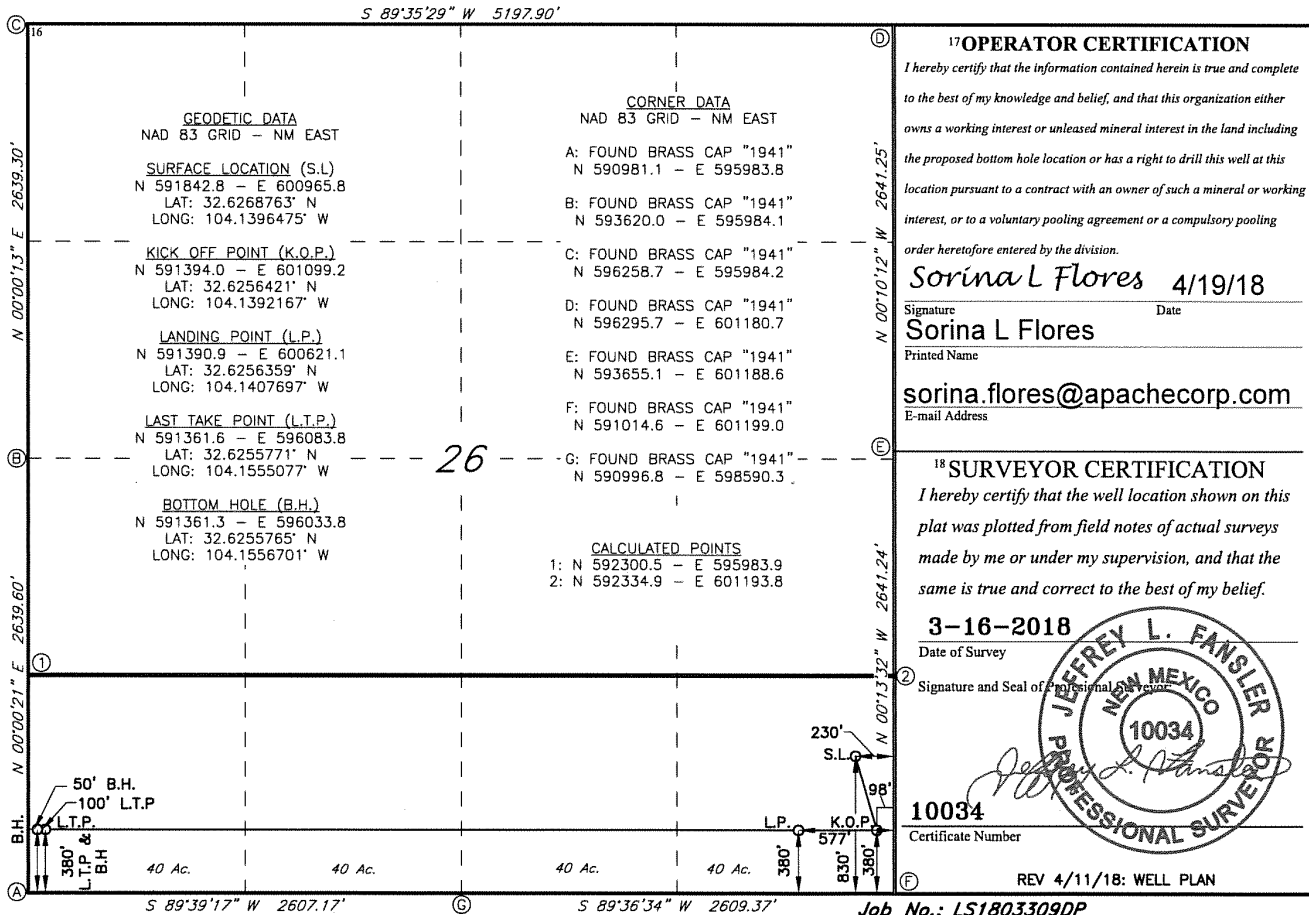 S 89°35'29" W 5197.90'
C
16
D
GEODETIC DATA
NAD 83 GRID – NM EAST
SURFACE LOCATION (S.L)
N 591842.8 – E 600965.8
LAT: 32.6268763° N
LONG: 104.1396475° W
KICK OFF POINT (K.O.P.)
N 591394.0 – E 601099.2
LAT: 32.6256421° N
LONG: 104.1392167° W
LANDING POINT (L.P.)
N 591390.9 – E 600621.1
LAT: 32.6256359° N
LONG: 104.1407697° W
LAST TAKE POINT (L.T.P.)
N 591361.6 – E 596083.8
LAT: 32.6255771° N
LONG: 104.1555077° W
BOTTOM HOLE (B.H.)
N 591361.3 – E 596033.8
LAT: 32.6255765° N
LONG: 104.1556701° W
CORNER DATA
NAD 83 GRID – NM EAST
A: FOUND BRASS CAP "1941"
N 590981.1 – E 595983.8
B: FOUND BRASS CAP "1941"
N 593620.0 – E 595984.1
C: FOUND BRASS CAP "1941"
N 596258.7 – E 595984.2
D: FOUND BRASS CAP "1941"
N 596295.7 – E 601180.7
E: FOUND BRASS CAP "1941"
N 593655.1 – E 601188.6
F: FOUND BRASS CAP "1941"
N 591014.6 – E 601199.0
G: FOUND BRASS CAP "1941"
N 590996.8 – E 598590.3
CALCULATED POINTS
1: N 592300.5 – E 595983.9
2: N 592334.9 – E 601193.8
N 00°00'13" E 2639.30'
N 00°10'12" W 2641.25'
B
26
E
N 00°00'21" E 2639.60'
N 00°13'32" W 2641.24'
1
2
230'
S.L.
50' B.H.
100' L.T.P
98'
B.H.
L.T.P.
L.P.
K.O.P.
577'
380'
L.T.P &
B.H
380'
830'
380'
40 Ac.
40 Ac.
40 Ac.
40 Ac.
A
G
F
S 89°39'17" W 2607.17'
S 89°36'34" W 2609.37'
17 OPERATOR CERTIFICATION
I hereby certify that the information contained herein is true and complete
to the best of my knowledge and belief, and that this organization either
owns a working interest or unleased mineral interest in the land including
the proposed bottom hole location or has a right to drill this well at this
location pursuant to a contract with an owner of such a mineral or working
interest, or to a voluntary pooling agreement or a compulsory pooling
order heretofore entered by the division.
Sorina L Flores 4/19/18
Signature Date
Sorina L Flores
Printed Name
sorina.flores@apachecorp.com
E-mail Address
18 SURVEYOR CERTIFICATION
I hereby certify that the well location shown on this
plat was plotted from field notes of actual surveys
made by me or under my supervision, and that the
same is true and correct to the best of my belief.
3-16-2018
Date of Survey
Signature and Seal of Profesional Surveyor:
JEFFREY L. FANSLER
NEW MEXICO
10034
PROFESSIONAL SURVEYOR
Jeffrey L. Fansler
10034
Certificate Number
REV 4/11/18: WELL PLAN
Job No.: LS1803309DP